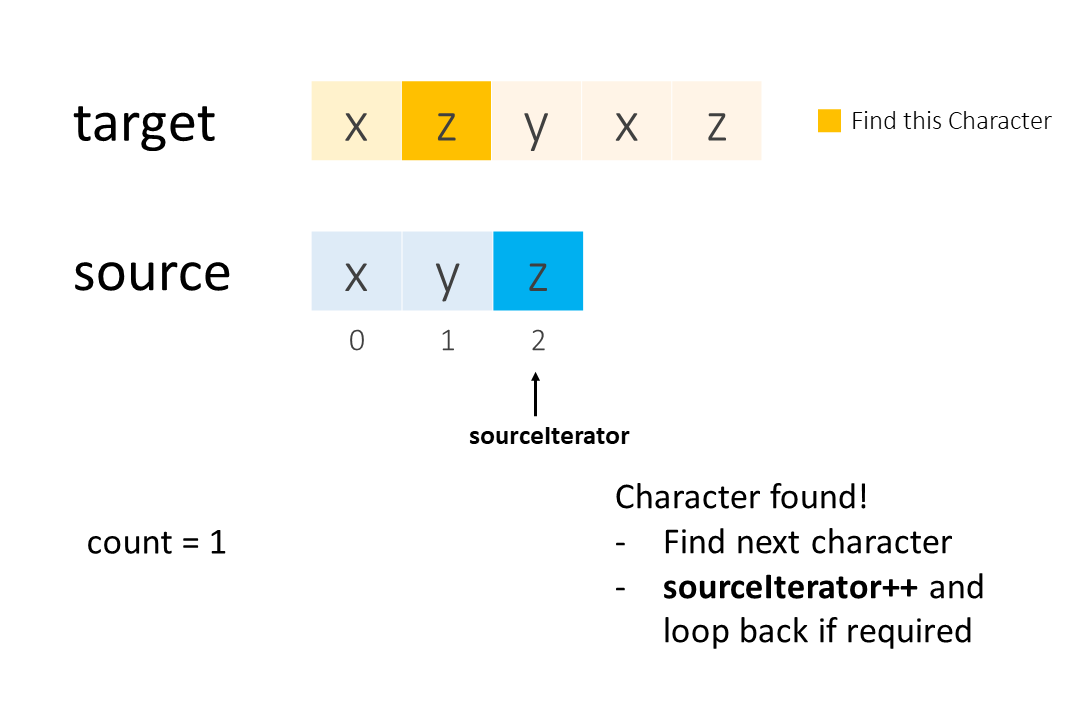 target x z y x z Find this Character
source x y z
0 1 2
sourceIterator
Character found!
count = 1 - Find next character
- sourceIterator++ and
loop back if required